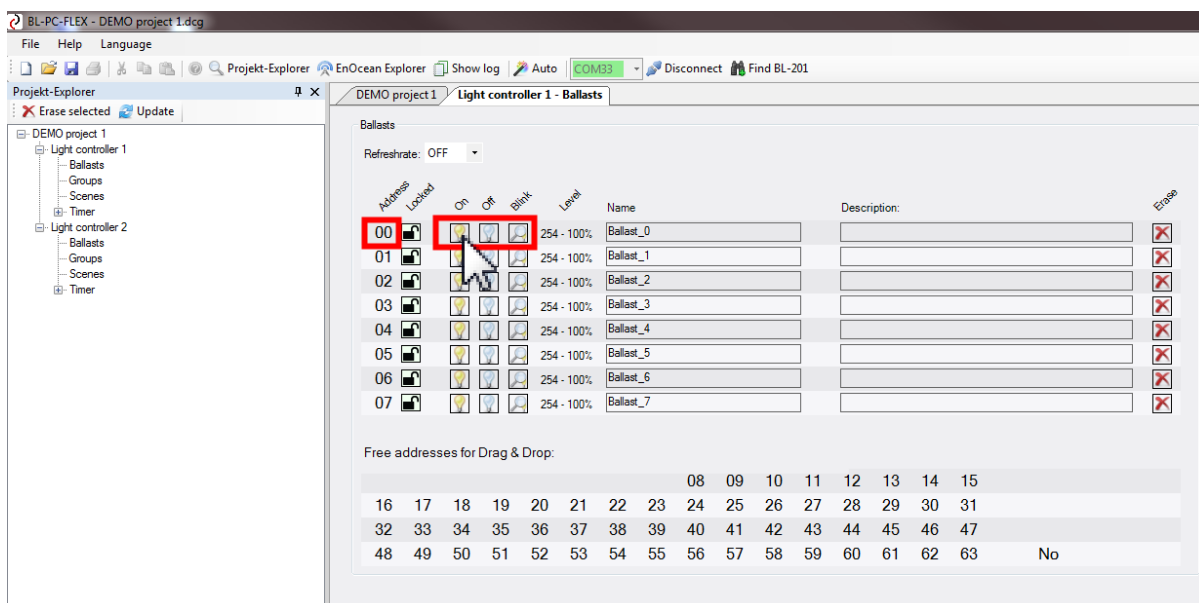 BL-PC-FLEX - DEMO project 1.dcg
File Help Language
Projekt-Explorer EnOcean Explorer Show log Auto COM33 Disconnect Find BL-201
Projekt-Explorer
Erase selected Update
DEMO project 1
Light controller 1
Ballasts
Groups
Scenes
Timer
Light controller 2
Ballasts
Groups
Scenes
Timer
DEMO project 1 Light controller 1 - Ballasts
Ballasts
Refreshrate: OFF
Address Locked On Off Blink Level Name Description: Erase
00 254 - 100% Ballast_0
01 254 - 100% Ballast_1
02 254 - 100% Ballast_2
03 254 - 100% Ballast_3
04 254 - 100% Ballast_4
05 254 - 100% Ballast_5
06 254 - 100% Ballast_6
07 254 - 100% Ballast_7
Free addresses for Drag & Drop:
08 09 10 11 12 13 14 15
16 17 18 19 20 21 22 23 24 25 26 27 28 29 30 31
32 33 34 35 36 37 38 39 40 41 42 43 44 45 46 47
48 49 50 51 52 53 54 55 56 57 58 59 60 61 62 63 No